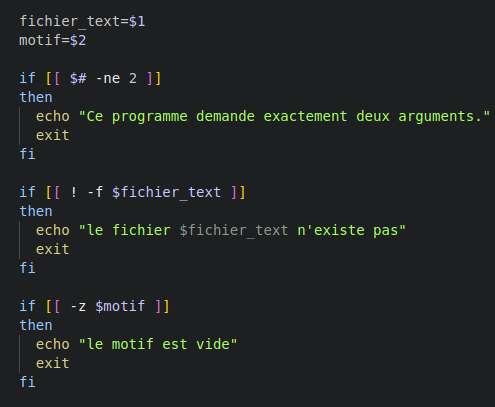 fichier_text=$1
motif=$2

if [[ $# -ne 2 ]]
then
  echo "Ce programme demande exactement deux arguments."
  exit
fi

if [[ ! -f $fichier_text ]]
then
  echo "le fichier $fichier_text n'existe pas"
  exit
fi

if [[ -z $motif ]]
then
  echo "le motif est vide"
  exit
fi